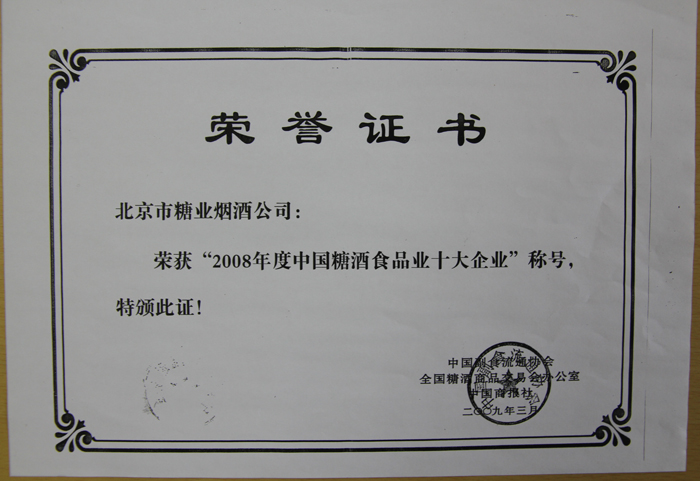 荣誉证书
北京市糖业烟酒公司:
荣获“2008年度中国糖酒食品业十大企业”称号,
特颁此证!
中国副食流通协会
全国糖酒商品交易会办公室
中国商报社
二〇〇九年三月